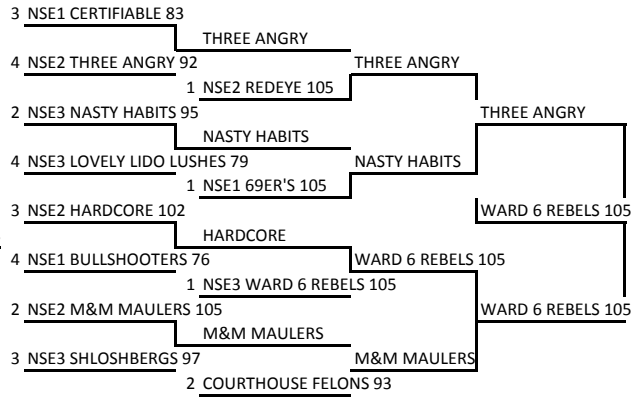 3 NSE1 CERTIFIABLE 83
THREE ANGRY
4 NSE2 THREE ANGRY 92
THREE ANGRY
1 NSE2 REDEYE 105
2 NSE3 NASTY HABITS 95
THREE ANGRY
NASTY HABITS
4 NSE3 LOVELY LIDO LUSHES 79
NASTY HABITS
1 NSE1 69ER'S 105
3 NSE2 HARDCORE 102
WARD 6 REBELS 105
HARDCORE
4 NSE1 BULLSHOOTERS 76
WARD 6 REBELS 105
1 NSE3 WARD 6 REBELS 105
2 NSE2 M&M MAULERS 105
WARD 6 REBELS 105
M&M MAULERS
3 NSE3 SHLOSHBERGS 97
M&M MAULERS
2 COURTHOUSE FELONS 93